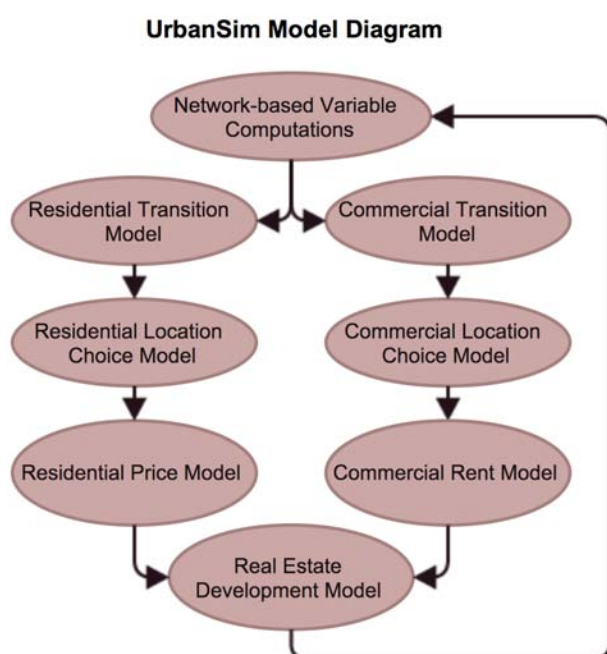 UrbanSim Model Diagram
Network-based Variable
Computations
Residential Transition
Model
Commercial Transition
Model
Residential Location
Choice Model
Commercial Location
Choice Model
Residential Price Model
Commercial Rent Model
Real Estate
Development Model